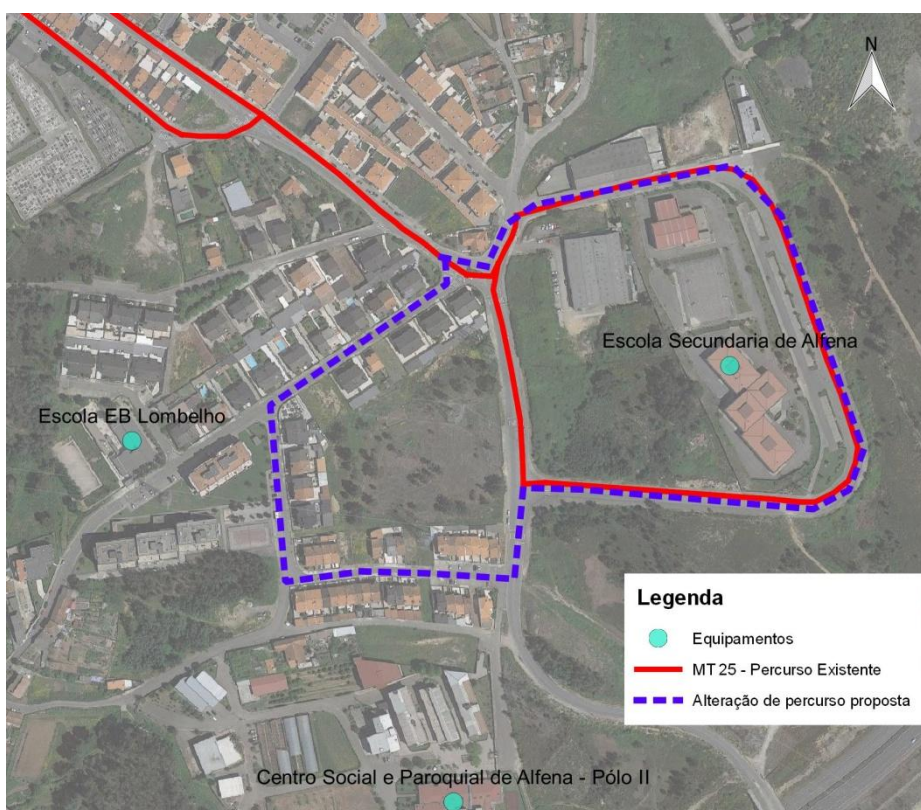 N
Escola Secundaria de Alfena
Escola EB Lombelho
Centro Social e Paroquial de Alfena - Pólo II
Legenda
Equipamentos
MT 25 - Percurso Existente
Alteração de percurso proposta